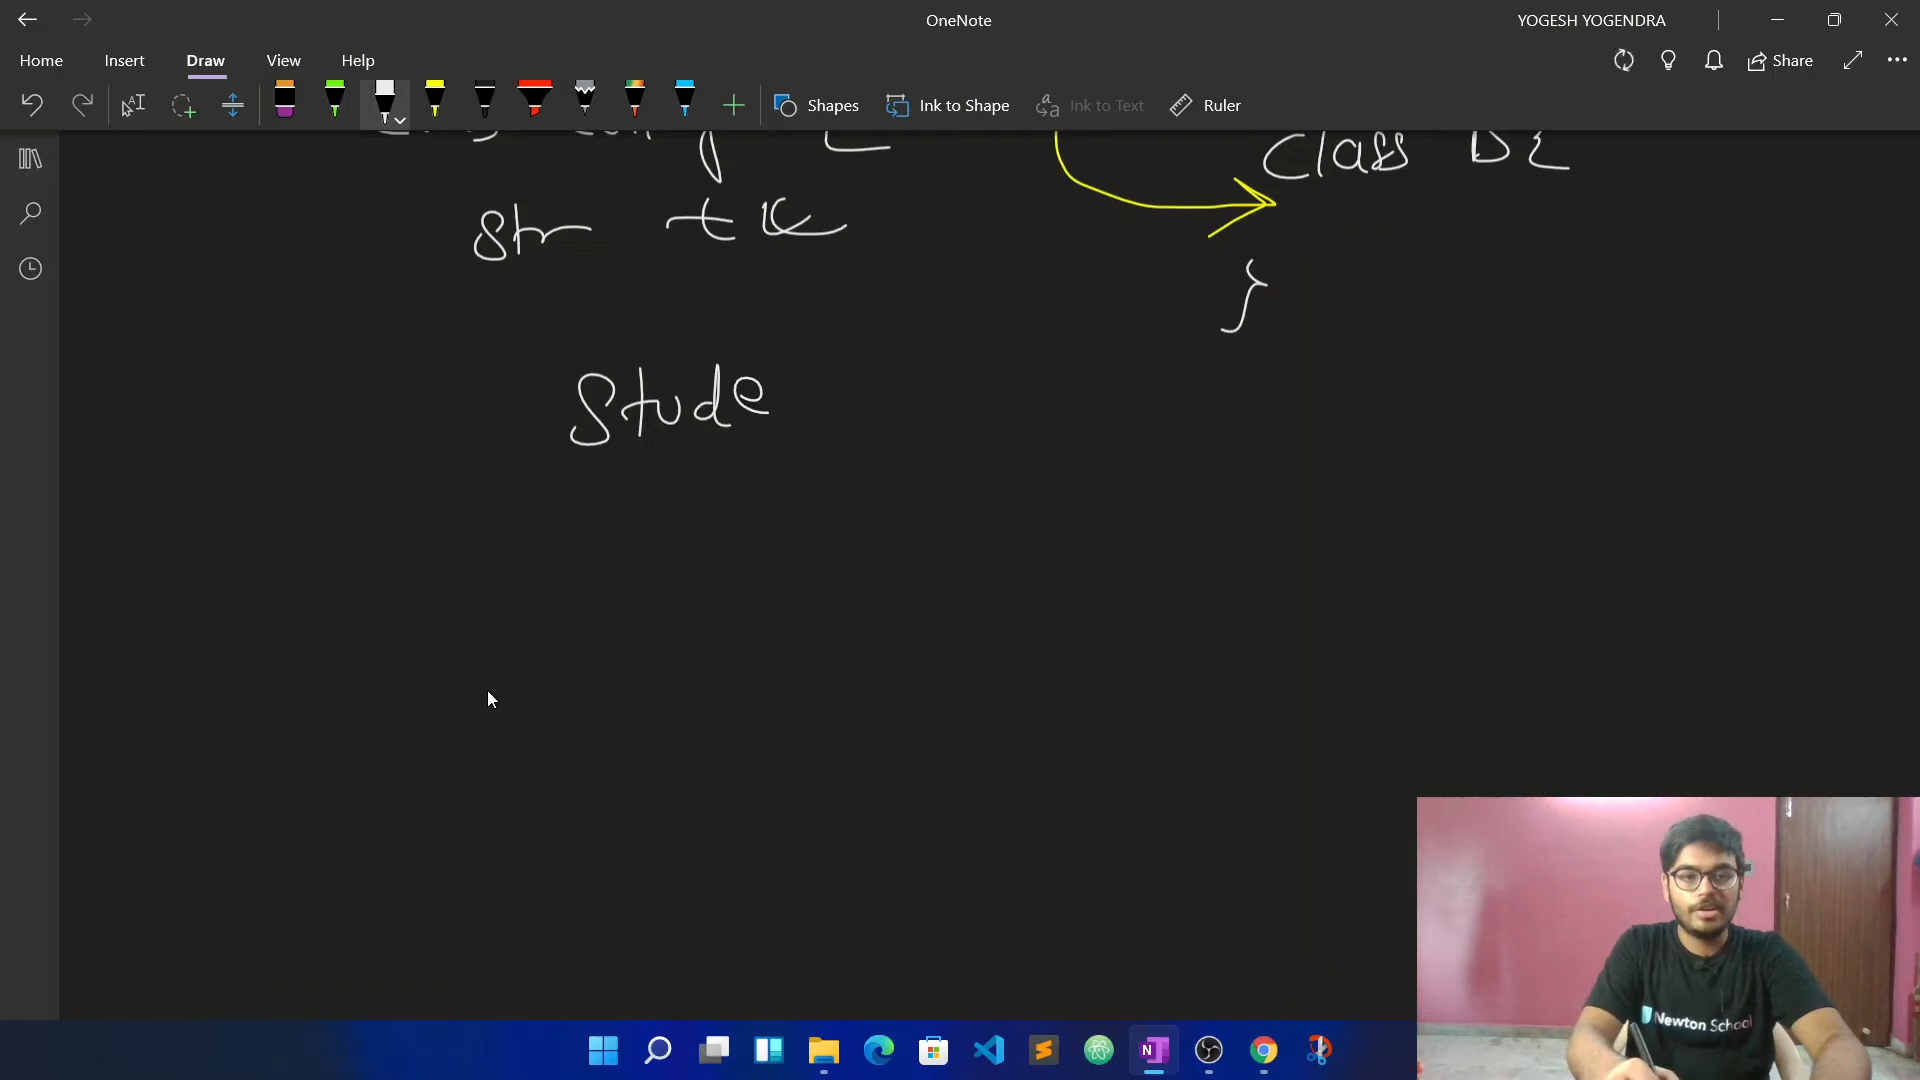 OneNote
YOGESH YOGENDRA
Home Insert Draw View Help
Share
Shapes Ink to Shape Ink to Text Ruler
Class B {
str
}
Stude
Newton School